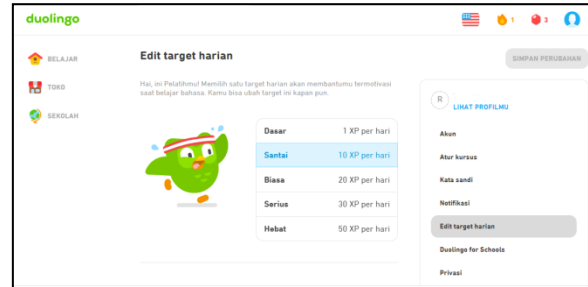 duolingo
1
3
BELAJAR
TOKO
SEKOLAH
Edit target harian
SIMPAN PERUBAHAN
Hai, ini Pelatihmu! Memilih satu target harian akan membantumu termotivasi
saat belajar bahasa. Kamu bisa ubah target ini kapan pun.
Dasar 1 XP per hari
Santai 10 XP per hari
Biasa 20 XP per hari
Serius 30 XP per hari
Hebat 50 XP per hari
R
LIHAT PROFILMU
Akun
Atur kursus
Kata sandi
Notifikasi
Edit target harian
Duolingo for Schools
Privasi